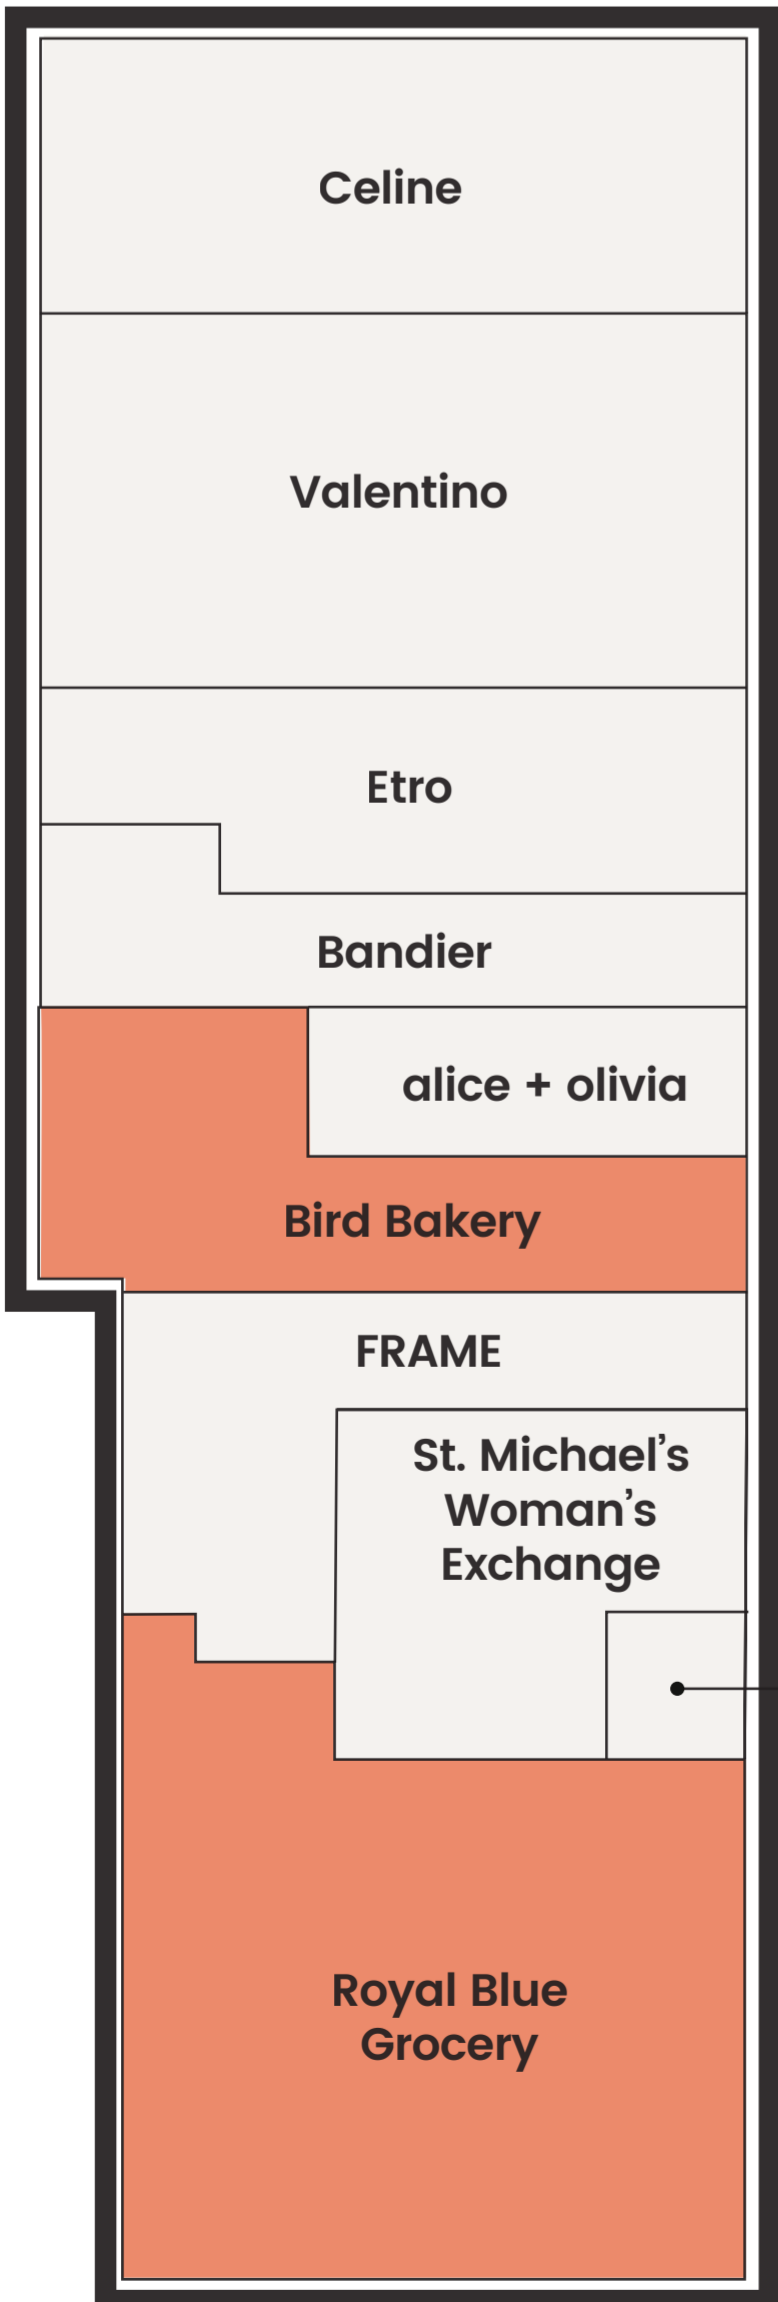 Celine
Valentino
Etro
Bandier
alice + olivia
Bird Bakery
FRAME
St. Michael’s
Woman’s
Exchange
Royal Blue
Grocery